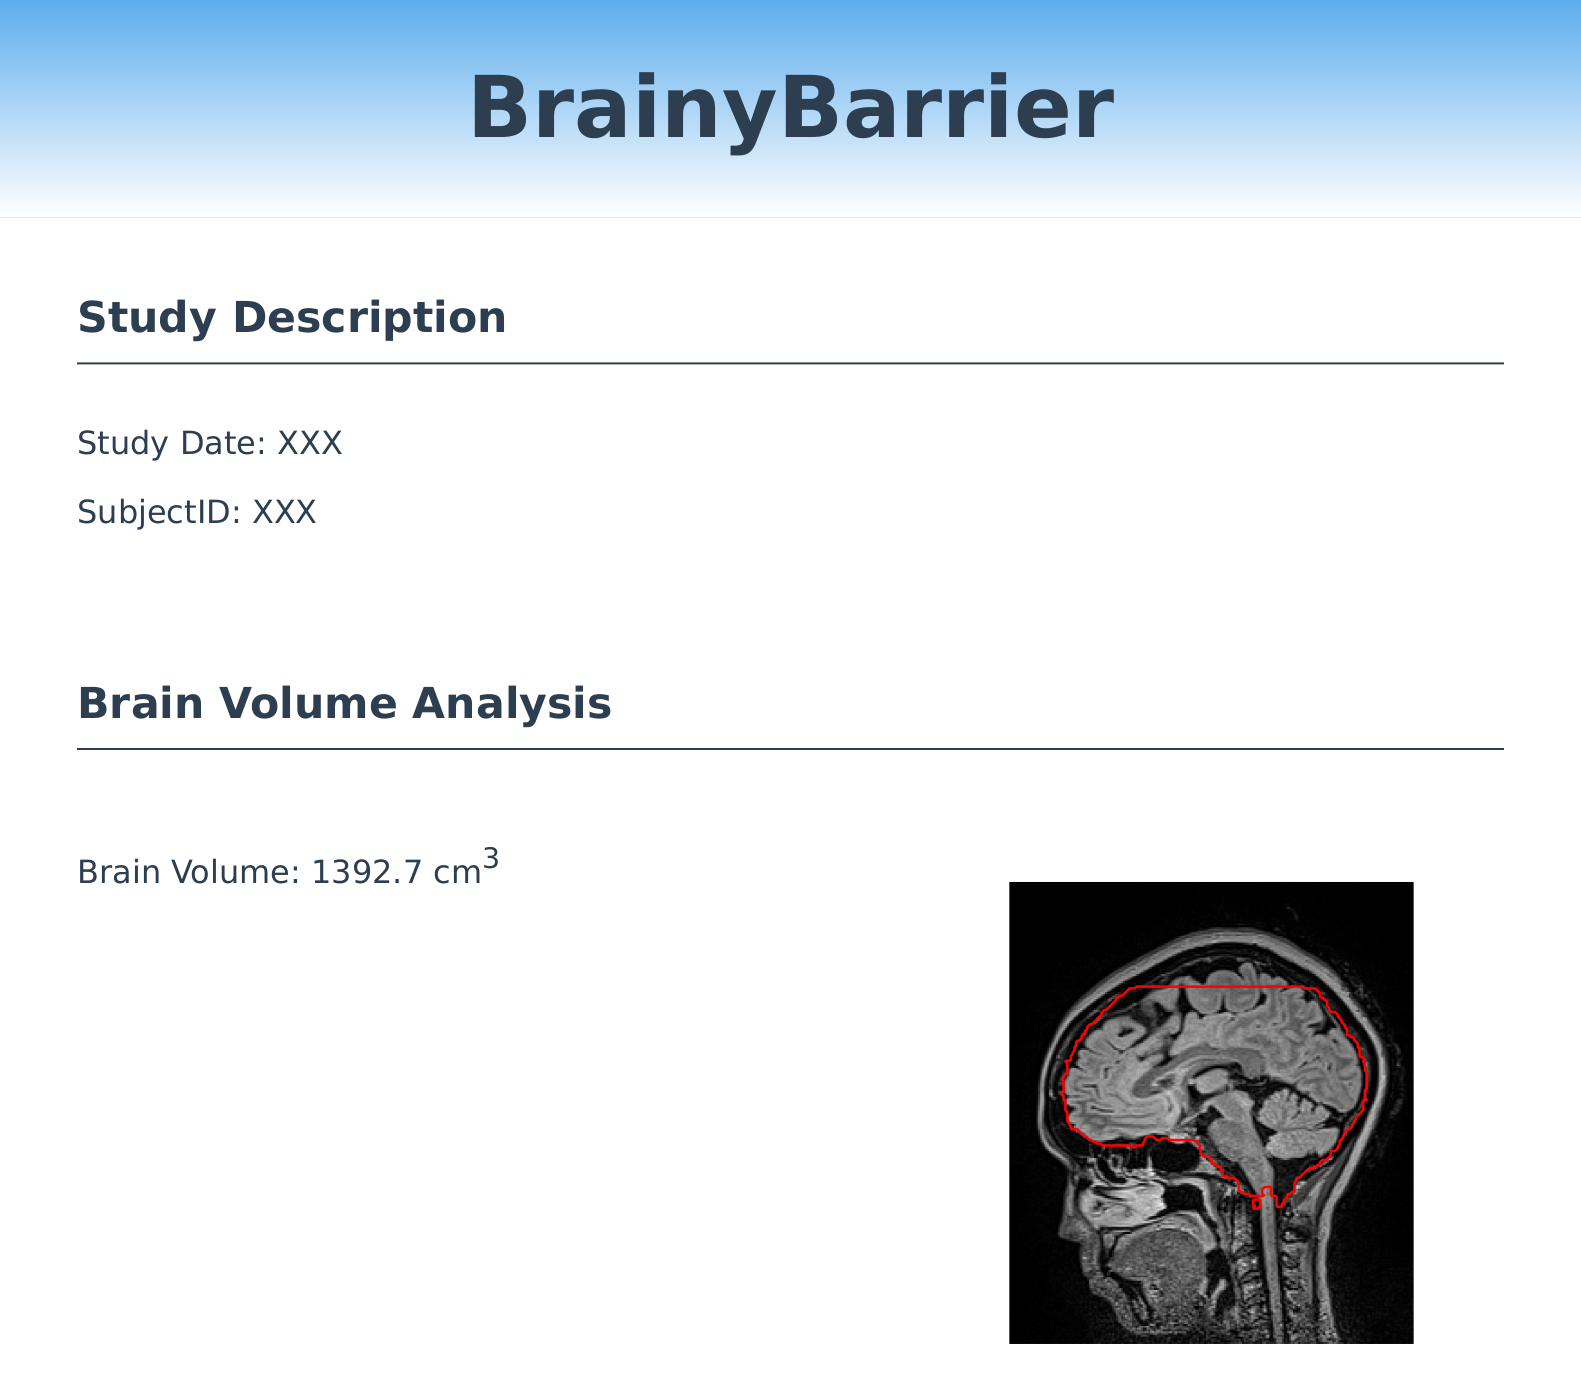 BrainyBarrier
Study Description
Study Date: XXX
SubjectID: XXX
Brain Volume Analysis
Brain Volume: 1392.7 cm³